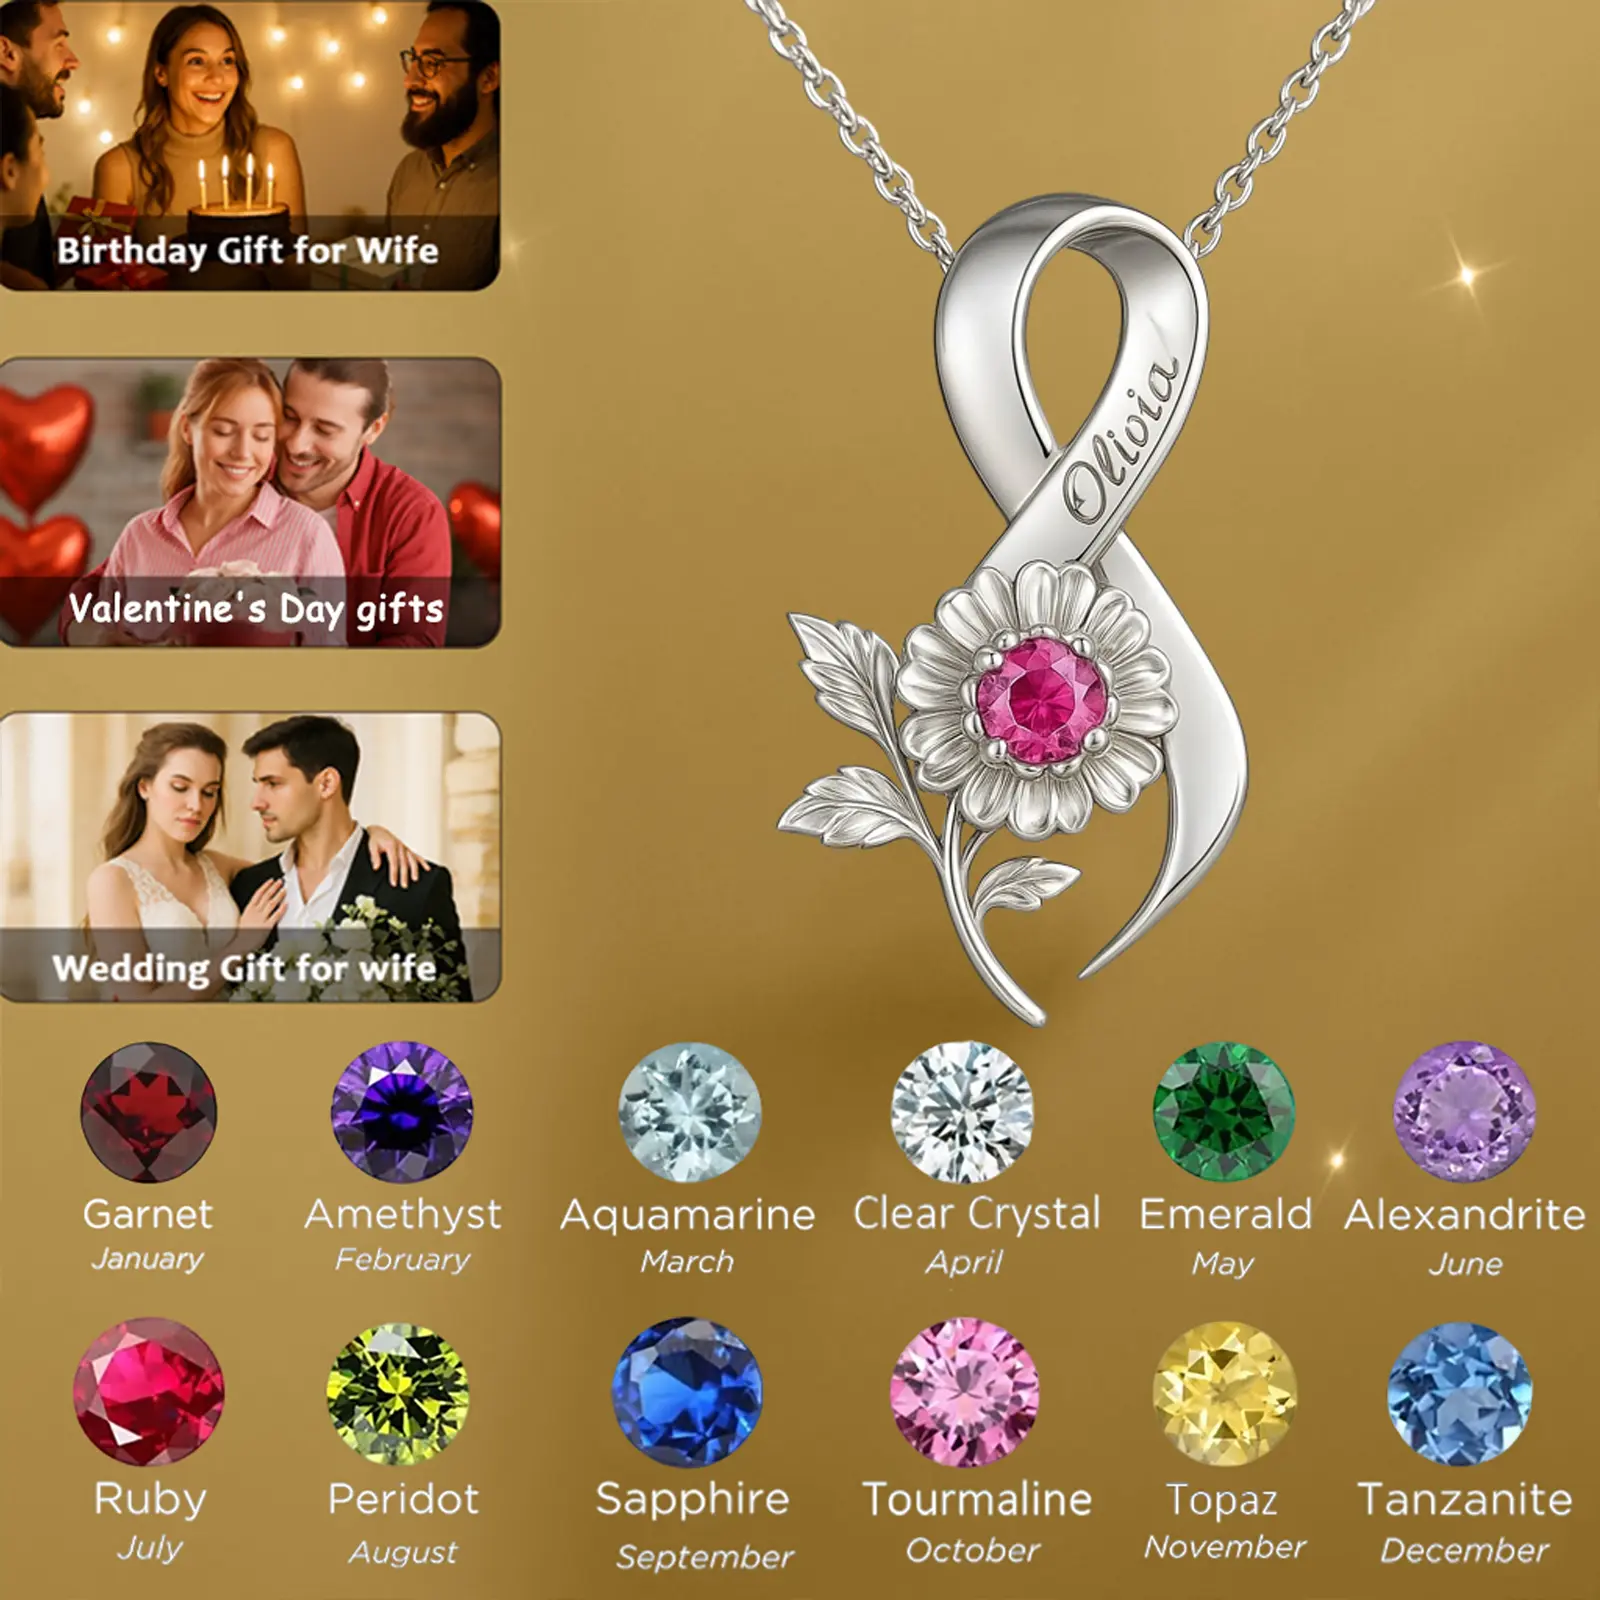 Birthday Gift for Wife
Valentine's Day gifts
Wedding Gift for wife
Olivia
Garnet
January
Amethyst
February
Aquamarine
March
Clear Crystal
April
Emerald
May
Alexandrite
June
Ruby
July
Peridot
August
Sapphire
September
Tourmaline
October
Topaz
November
Tanzanite
December